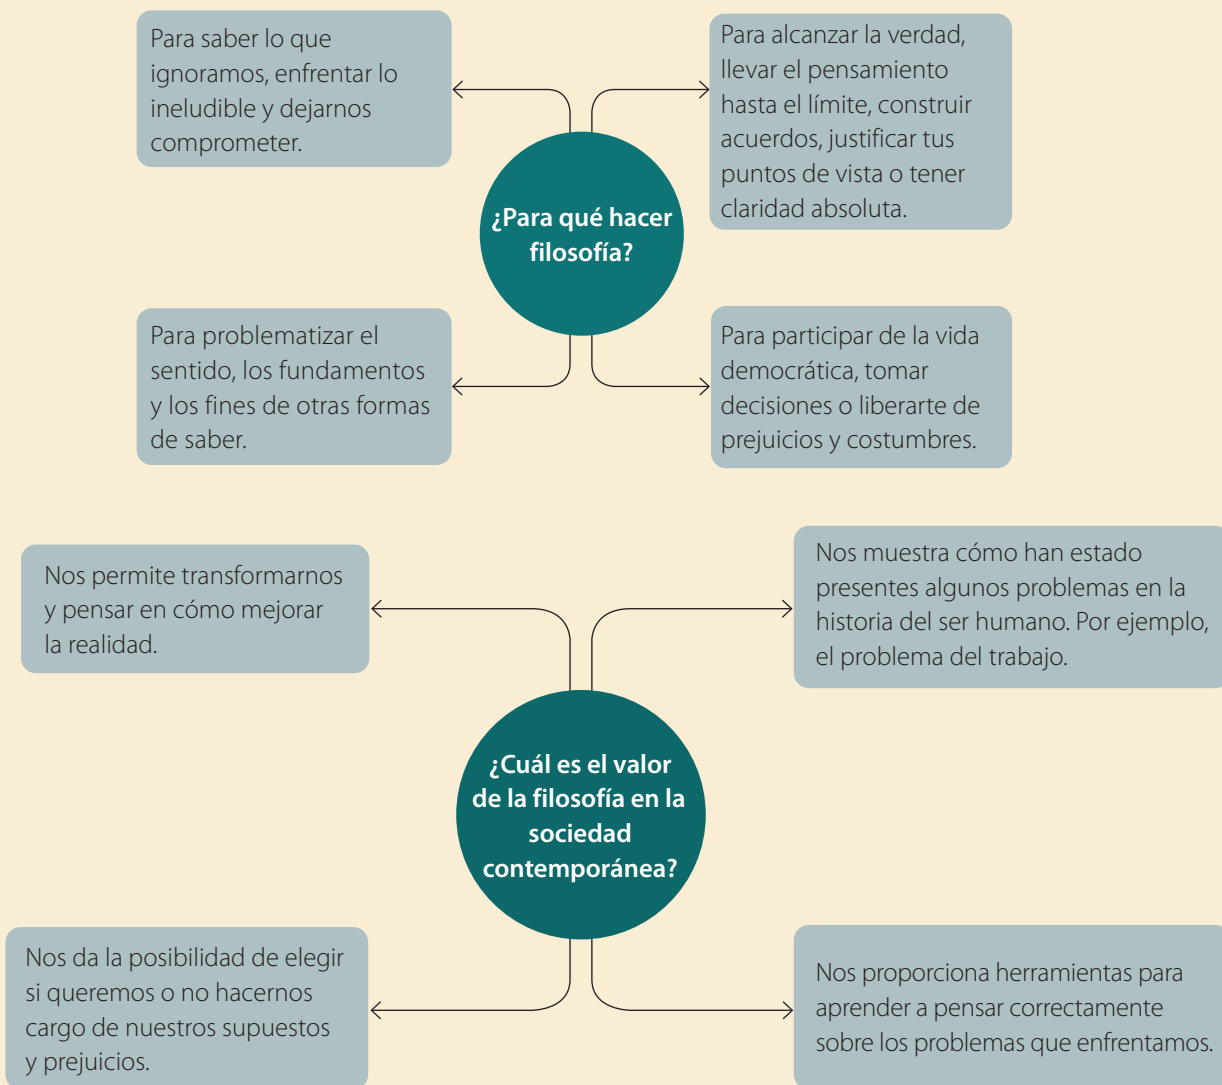 Para saber lo que
ignoramos, enfrentar lo
ineludible y dejarnos
comprometer.
Para alcanzar la verdad,
llevar el pensamiento
hasta el límite, construir
acuerdos, justificar tus
puntos de vista o tener
claridad absoluta.
¿Para qué hacer
filosofía?
Para problematizar el
sentido, los fundamentos
y los fines de otras formas
de saber.
Para participar de la vida
democrática, tomar
decisiones o liberarte de
prejuicios y costumbres.
Nos permite transformarnos
y pensar en cómo mejorar
la realidad.
Nos muestra cómo han estado
presentes algunos problemas en la
historia del ser humano. Por ejemplo,
el problema del trabajo.
¿Cuál es el valor
de la filosofía en la
sociedad
contemporánea?
Nos da la posibilidad de elegir
si queremos o no hacernos
cargo de nuestros supuestos
y prejuicios.
Nos proporciona herramientas para
aprender a pensar correctamente
sobre los problemas que enfrentamos.